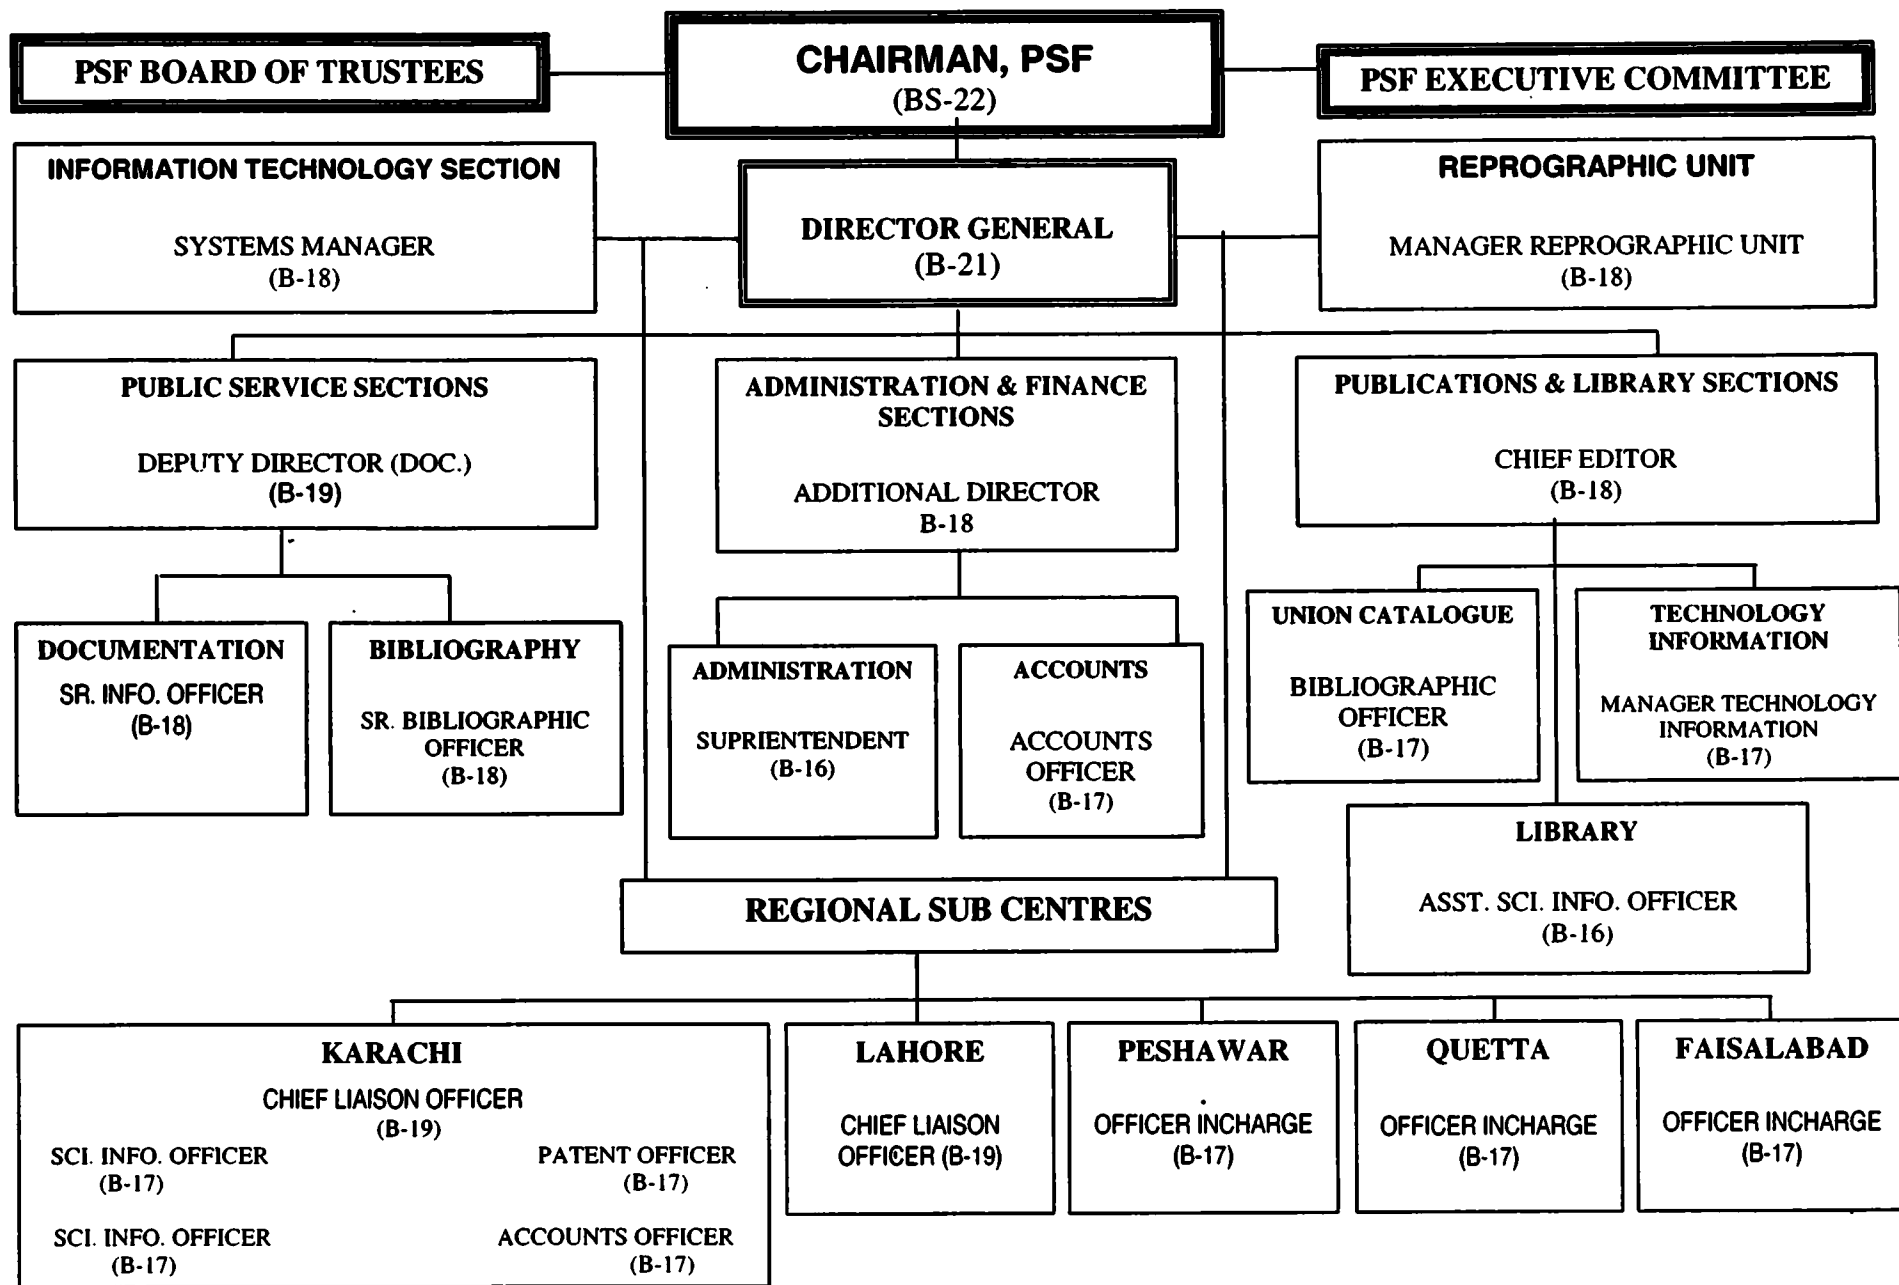 PSF BOARD OF TRUSTEES
CHAIRMAN, PSF
(BS-22)
PSF EXECUTIVE COMMITTEE
INFORMATION TECHNOLOGY SECTION
SYSTEMS MANAGER
(B-18)
DIRECTOR GENERAL
(B-21)
REPROGRAPHIC UNIT
MANAGER REPROGRAPHIC UNIT
(B-18)
PUBLIC SERVICE SECTIONS
DEPUTY DIRECTOR (DOC.)
(B-19)
ADMINISTRATION & FINANCE
SECTIONS
ADDITIONAL DIRECTOR
B-18
PUBLICATIONS & LIBRARY SECTIONS
CHIEF EDITOR
(B-18)
DOCUMENTATION
SR. INFO. OFFICER
(B-18)
BIBLIOGRAPHY
SR. BIBLIOGRAPHIC
OFFICER
(B-18)
ADMINISTRATION
SUPRIENTENDENT
(B-16)
ACCOUNTS
ACCOUNTS
OFFICER
(B-17)
UNION CATALOGUE
BIBLIOGRAPHIC
OFFICER
(B-17)
TECHNOLOGY
INFORMATION
MANAGER TECHNOLOGY
INFORMATION
(B-17)
LIBRARY
ASST. SCI. INFO. OFFICER
(B-16)
REGIONAL SUB CENTRES
KARACHI
CHIEF LIAISON OFFICER
(B-19)
SCI. INFO. OFFICER
(B-17)
PATENT OFFICER
(B-17)
SCI. INFO. OFFICER
(B-17)
ACCOUNTS OFFICER
(B-17)
LAHORE
CHIEF LIAISON
OFFICER (B-19)
PESHAWAR
OFFICER INCHARGE
(B-17)
QUETTA
OFFICER INCHARGE
(B-17)
FAISALABAD
OFFICER INCHARGE
(B-17)